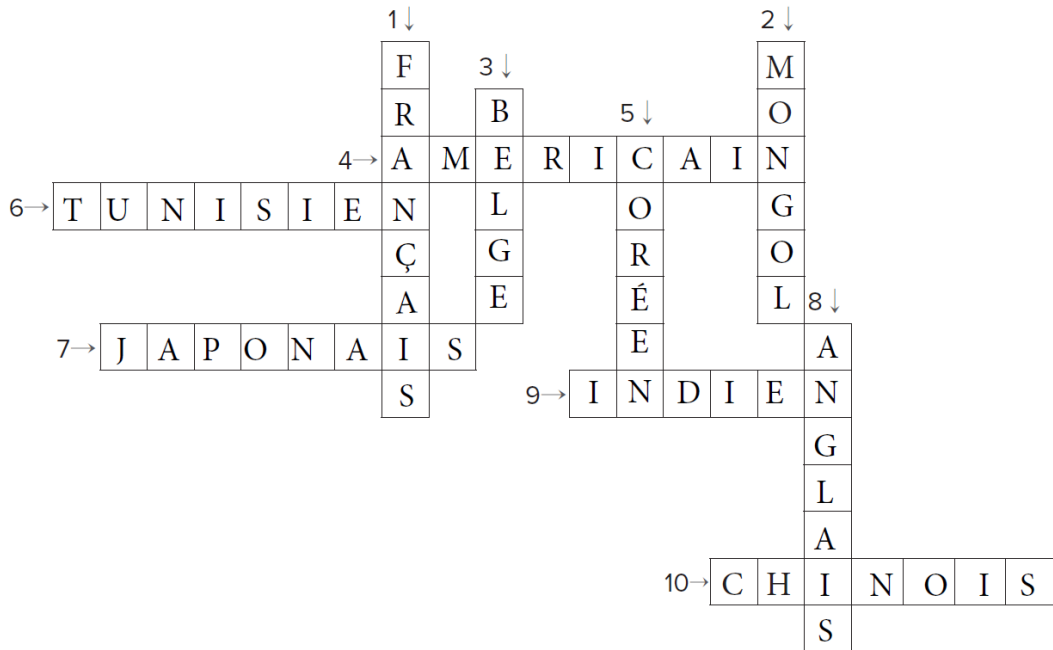 1↓ 2↓
F 3↓ M
R B 5↓ O
4→ A M E R I C A I N
6→ T U N I S I E N L O G
Ç G R O
A E É L 8↓
7→ J A P O N A I S E A
S 9→ I N D I E N
G
L
A
10→ C H I N O I S
S